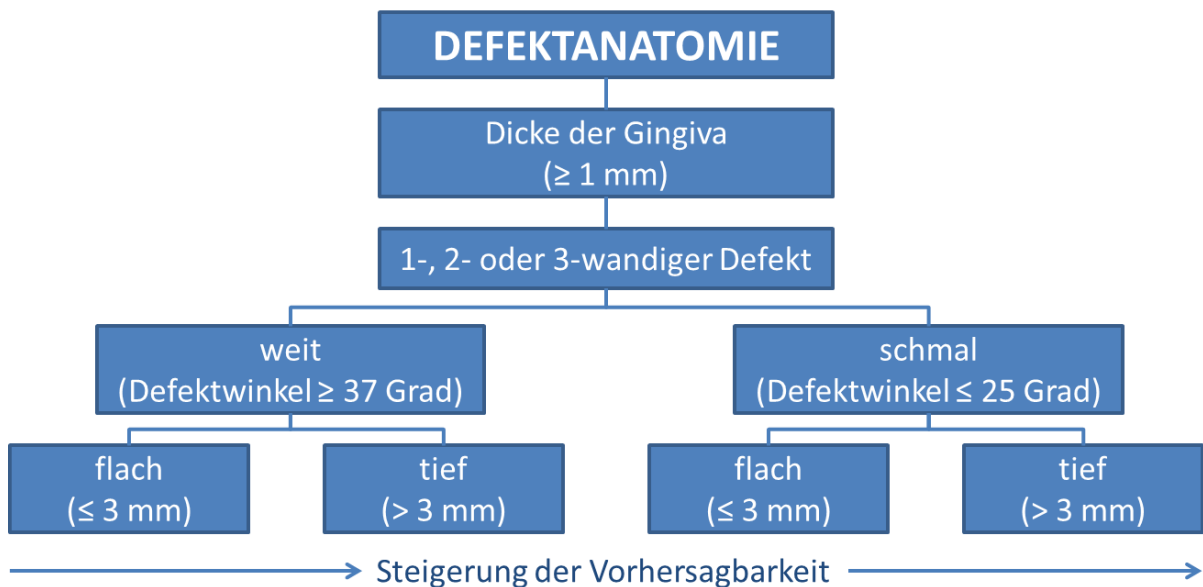 DEFEKTANATOMIE
Dicke der Gingiva
(≥ 1 mm)
1-, 2- oder 3-wandiger Defekt
weit
(Defektwinkel ≥ 37 Grad)
schmal
(Defektwinkel ≤ 25 Grad)
flach
(≤ 3 mm)
tief
(> 3 mm)
flach
(≤ 3 mm)
tief
(> 3 mm)
Steigerung der Vorhersagbarkeit